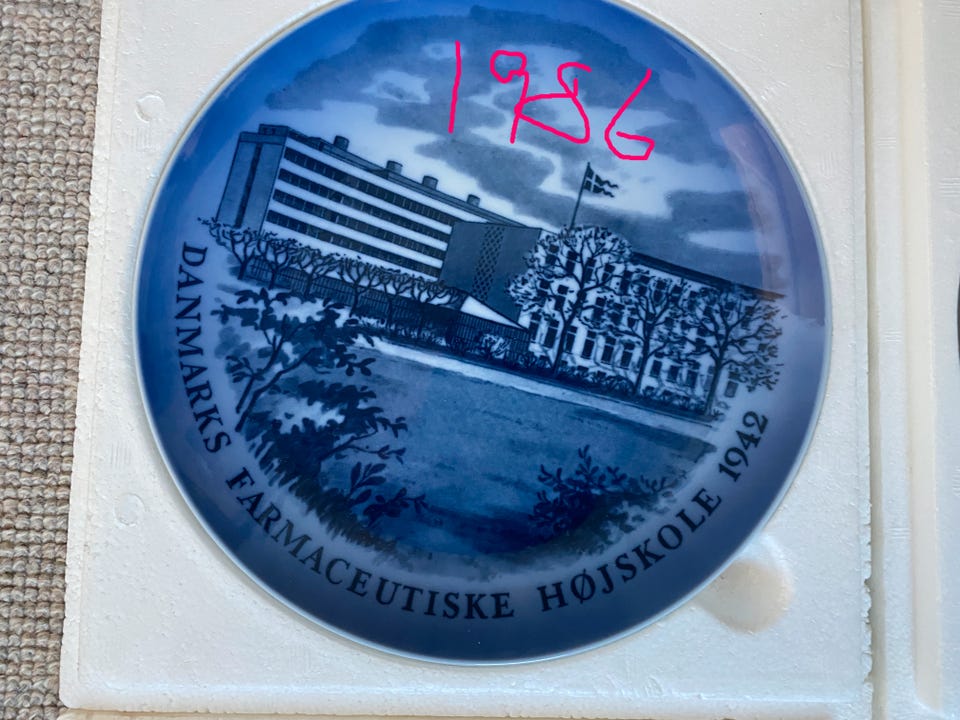 1986
DANMARKS FARMACEUTISKE HØJSKOLE 1942